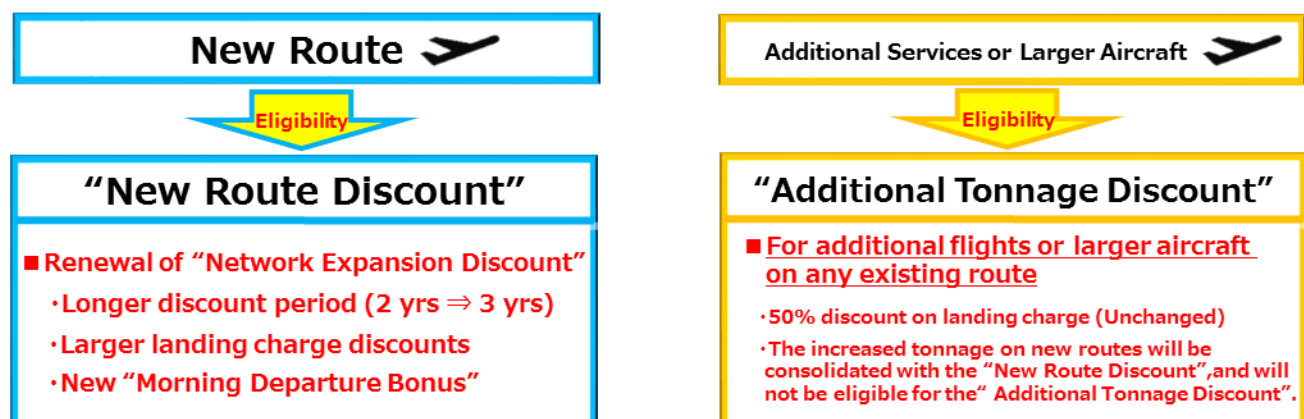 New Route
Eligibility
“New Route Discount”
■Renewal of “Network Expansion Discount”
・Longer discount period (2 yrs ⇒ 3 yrs)
・Larger landing charge discounts
・New “Morning Departure Bonus”
Additional Services or Larger Aircraft
Eligibility
“Additional Tonnage Discount”
■For additional flights or larger aircraft
on any existing route
・50% discount on landing charge (Unchanged)
・The increased tonnage on new routes will be
consolidated with the “New Route Discount”,and will
not be eligible for the“ Additional Tonnage Discount”.